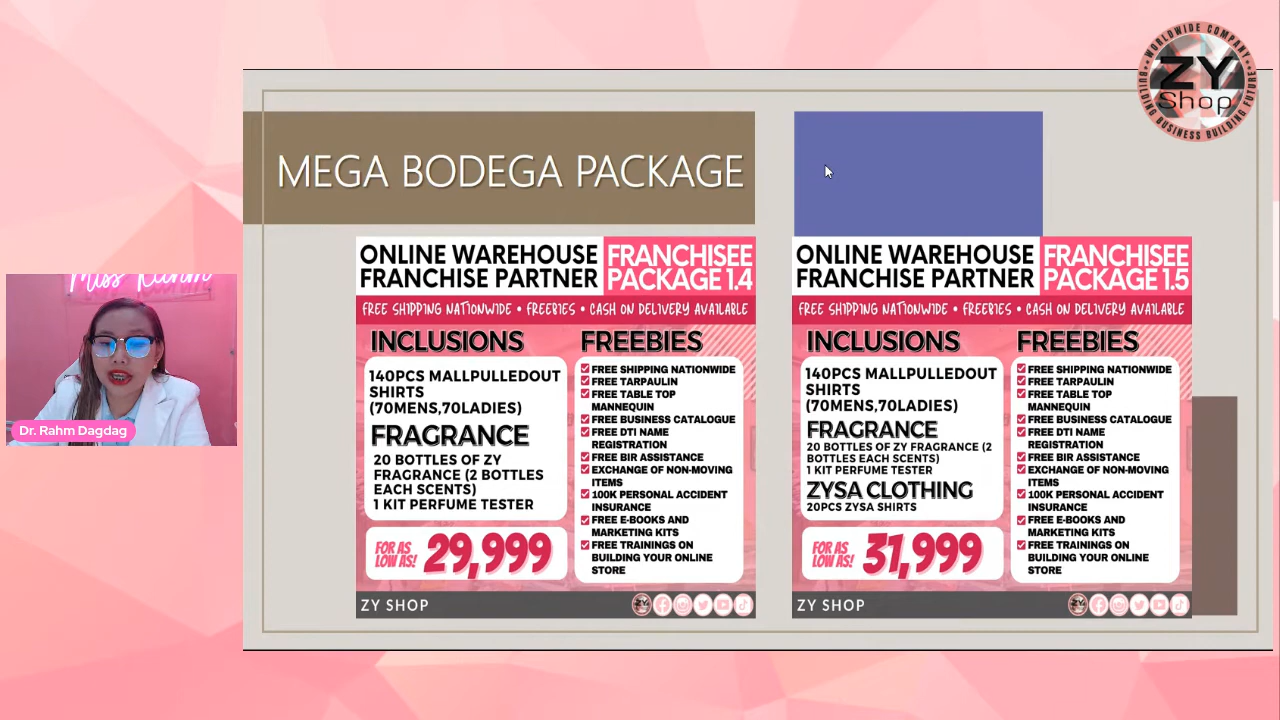 WORLDWIDE COMPANY
ZY
Shop
BUILDING BUSINESS BUILDING FUTURE
MEGA BODEGA PACKAGE
ONLINE WAREHOUSE
FRANCHISE PARTNER
FRANCHISEE
PACKAGE 1.4
FREE SHIPPING NATIONWIDE • FREEBIES • CASH ON DELIVERY AVAILABLE
INCLUSIONS
140PCS MALLPULLEDOUT
SHIRTS
(70MENS,70LADIES)
FRAGRANCE
20 BOTTLES OF ZY
FRAGRANCE (2 BOTTLES
EACH SCENTS)
1 KIT PERFUME TESTER
FOR AS
LOW AS!
29,999
FREEBIES
FREE SHIPPING NATIONWIDE
FREE TARPAULIN
FREE TABLE TOP
MANNEQUIN
FREE BUSINESS CATALOGUE
FREE DTI NAME
REGISTRATION
FREE BIR ASSISTANCE
EXCHANGE OF NON-MOVING
ITEMS
100K PERSONAL ACCIDENT
INSURANCE
FREE E-BOOKS AND
MARKETING KITS
FREE TRAININGS ON
BUILDING YOUR ONLINE
STORE
ZY SHOP
ONLINE WAREHOUSE
FRANCHISE PARTNER
FRANCHISEE
PACKAGE 1.5
FREE SHIPPING NATIONWIDE • FREEBIES • CASH ON DELIVERY AVAILABLE
INCLUSIONS
140PCS MALLPULLEDOUT
SHIRTS
(70MENS,70LADIES)
FRAGRANCE
20 BOTTLES OF ZY FRAGRANCE (2
BOTTLES EACH SCENTS)
1 KIT PERFUME TESTER
ZYSA CLOTHING
20PCS ZYSA SHIRTS
FOR AS
LOW AS!
31,999
FREEBIES
FREE SHIPPING NATIONWIDE
FREE TARPAULIN
FREE TABLE TOP
MANNEQUIN
FREE BUSINESS CATALOGUE
FREE DTI NAME
REGISTRATION
FREE BIR ASSISTANCE
EXCHANGE OF NON-MOVING
ITEMS
100K PERSONAL ACCIDENT
INSURANCE
FREE E-BOOKS AND
MARKETING KITS
FREE TRAININGS ON
BUILDING YOUR ONLINE
STORE
ZY SHOP
Miss
Dr. Rahm Dagdag